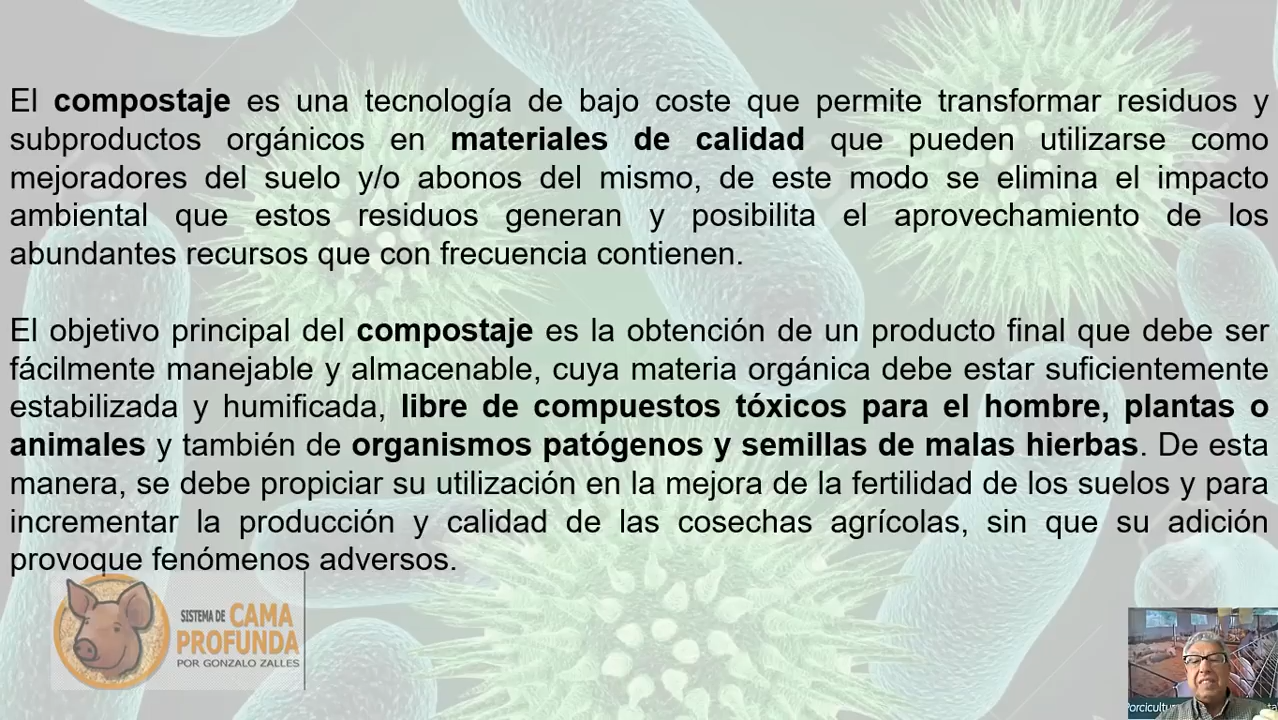 El compostaje es una tecnología de bajo coste que permite transformar residuos y
subproductos orgánicos en materiales de calidad que pueden utilizarse como
mejoradores del suelo y/o abonos del mismo, de este modo se elimina el impacto
ambiental que estos residuos generan y posibilita el aprovechamiento de los
abundantes recursos que con frecuencia contienen.
El objetivo principal del compostaje es la obtención de un producto final que debe ser
fácilmente manejable y almacenable, cuya materia orgánica debe estar suficientemente
estabilizada y humificada, libre de compuestos tóxicos para el hombre, plantas o
animales y también de organismos patógenos y semillas de malas hierbas. De esta
manera, se debe propiciar su utilización en la mejora de la fertilidad de los suelos y para
incrementar la producción y calidad de las cosechas agrícolas, sin que su adición
provoque fenómenos adversos.
SISTEMA DE CAMA
PROFUNDA
POR GONZALO ZALLES